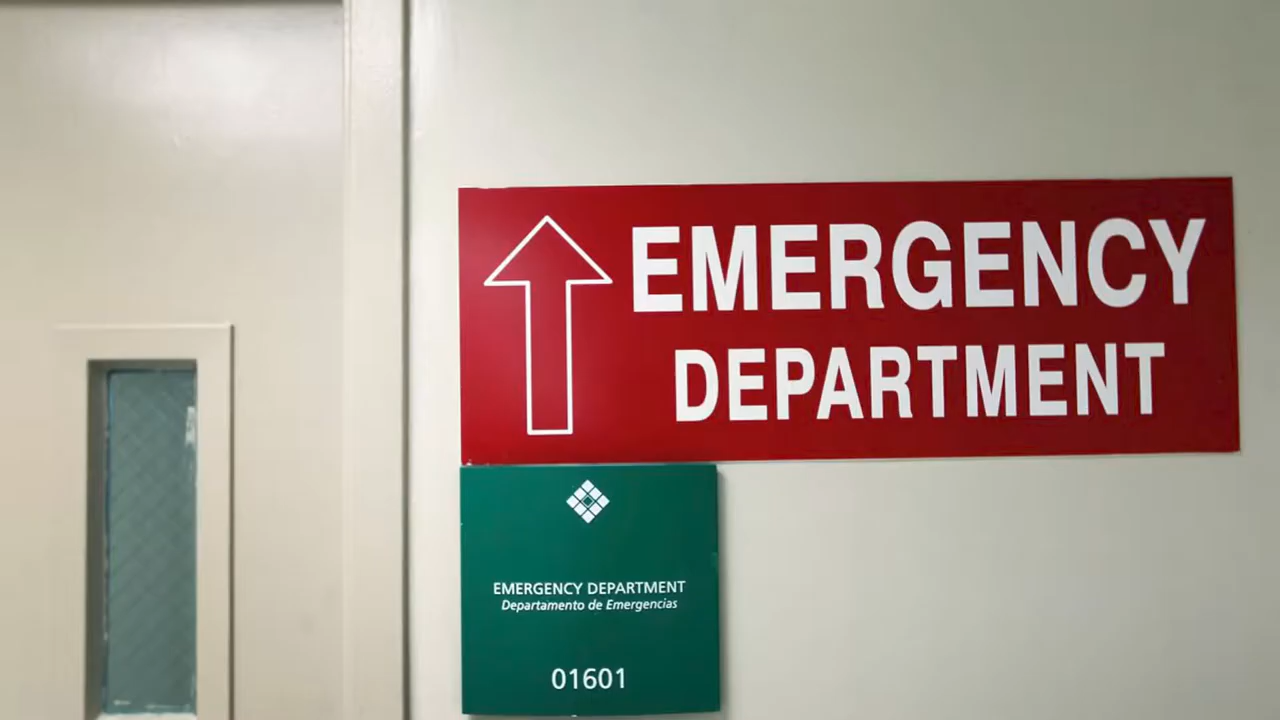 EMERGENCY
DEPARTMENT
EMERGENCY DEPARTMENT
Departamento de Emergencias
01601